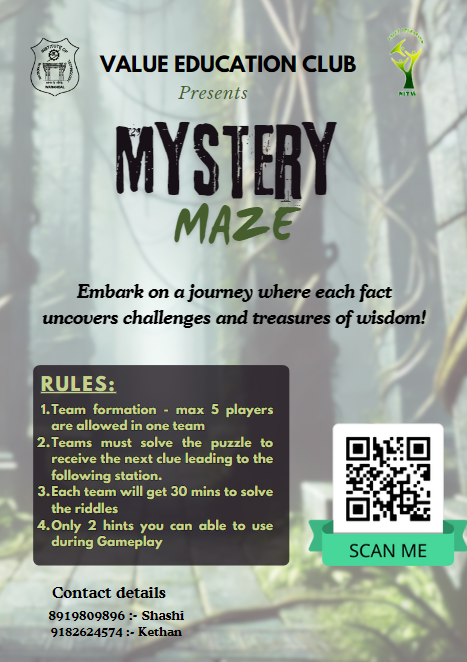 VALUE EDUCATION CLUB
Presents
MYSTERY
MAZE
Embark on a journey where each fact
uncovers challenges and treasures of wisdom!
RULES:
1.Team formation - max 5 players
are allowed in one team
2.Teams must solve the puzzle to
receive the next clue leading to the
following station.
3.Each team will get 30 mins to solve
the riddles
4.Only 2 hints you can able to use
during Gameplay
SCAN ME
Contact details
8919809896 :- Shashi
9182624574 :- Kethan
INSTITUTE OF
WARANGAL
NITW